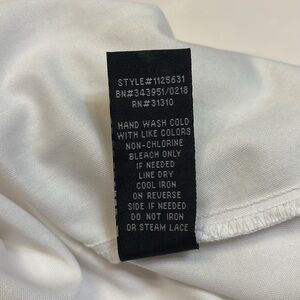 STYLE#1125631
BN#343951/0218
RN#31310
HAND WASH COLD
WITH LIKE COLORS
NON-CHLORINE
BLEACH ONLY
IF NEEDED
LINE DRY
COOL IRON
ON REVERSE
SIDE IF NEEDED
DO NOT IRON
OR STEAM LACE